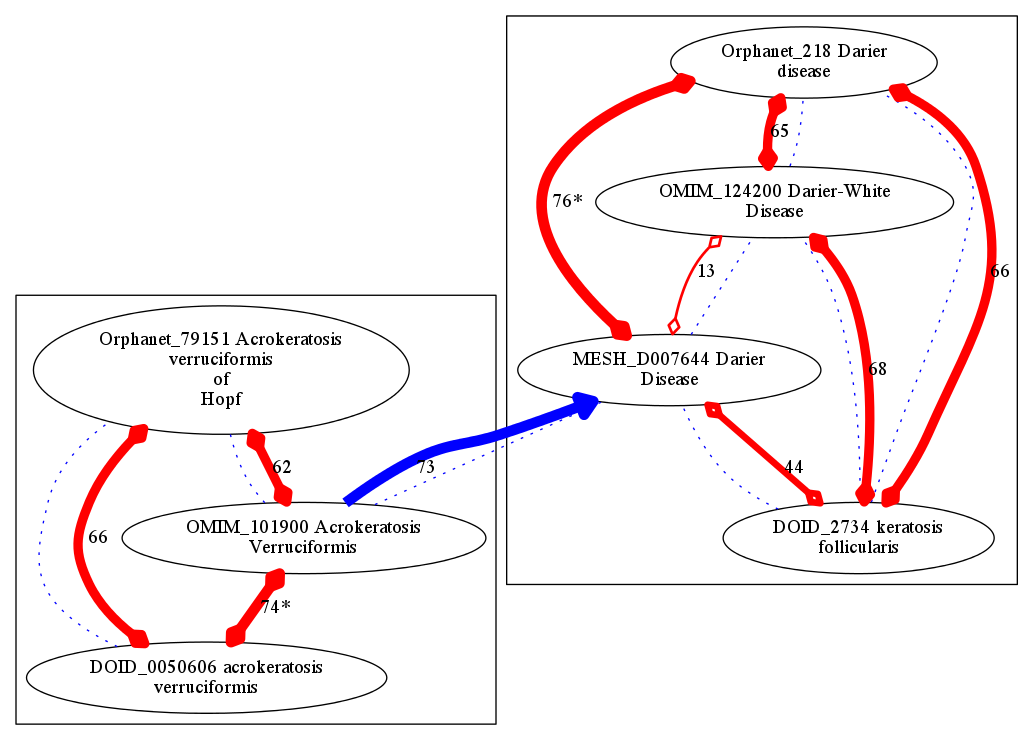 Orphanet_218 Darier
disease
65
OMIM_124200 Darier-White
Disease
76*
13
66
MESH_D007644 Darier
Disease
68
44
DOID_2734 keratosis
follicularis
Orphanet_79151 Acrokeratosis
verruciformis
of
Hopf
73
62
OMIM_101900 Acrokeratosis
Verruciformis
66
74*
DOID_0050606 acrokeratosis
verruciformis